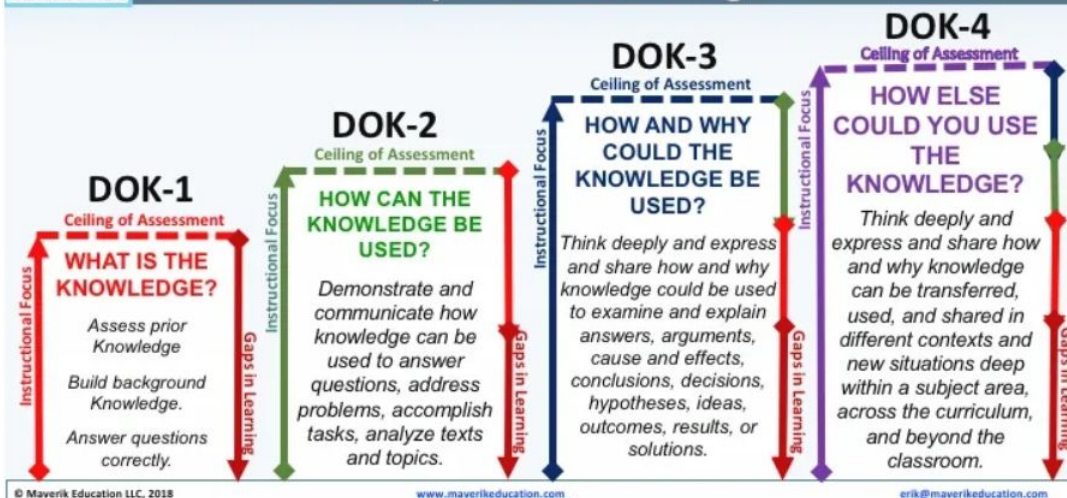 DOK-1
Ceiling of Assessment
Instructional Focus
WHAT IS THE
KNOWLEDGE?
Assess prior
Knowledge
Build background
Knowledge.
Answer questions
correctly.
Gaps in Learning
DOK-2
Ceiling of Assessment
Instructional Focus
HOW CAN THE
KNOWLEDGE BE
USED?
Demonstrate and
communicate how
knowledge can be
used to answer
questions, address
problems, accomplish
tasks, analyze texts
and topics.
Gaps in Learning
DOK-3
Ceiling of Assessment
Instructional Focus
HOW AND WHY
COULD THE
KNOWLEDGE BE
USED?
Think deeply and express
and share how and why
knowledge could be used
to examine and explain
answers, arguments,
cause and effects,
conclusions, decisions,
hypotheses, ideas,
outcomes, results, or
solutions.
Gaps in Learning
DOK-4
Ceiling of Assessment
Instructional Focus
HOW ELSE
COULD YOU USE
THE
KNOWLEDGE?
Think deeply and
express and share how
and why knowledge
can be transferred,
used, and shared in
different contexts and
new situations deep
within a subject area,
across the curriculum,
and beyond the
classroom.
Gaps in Learning
© Maverik Education LLC, 2018
www.maverikeducation.com
erik@maverikeducation.com